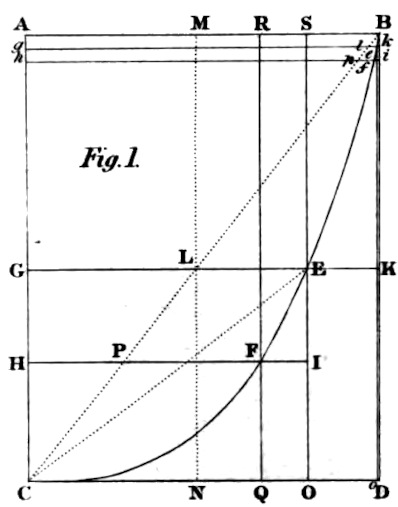 A M R S B
g l e k
h p f i
Fig. 1.
G L E K
H P F I
C N Q O o D